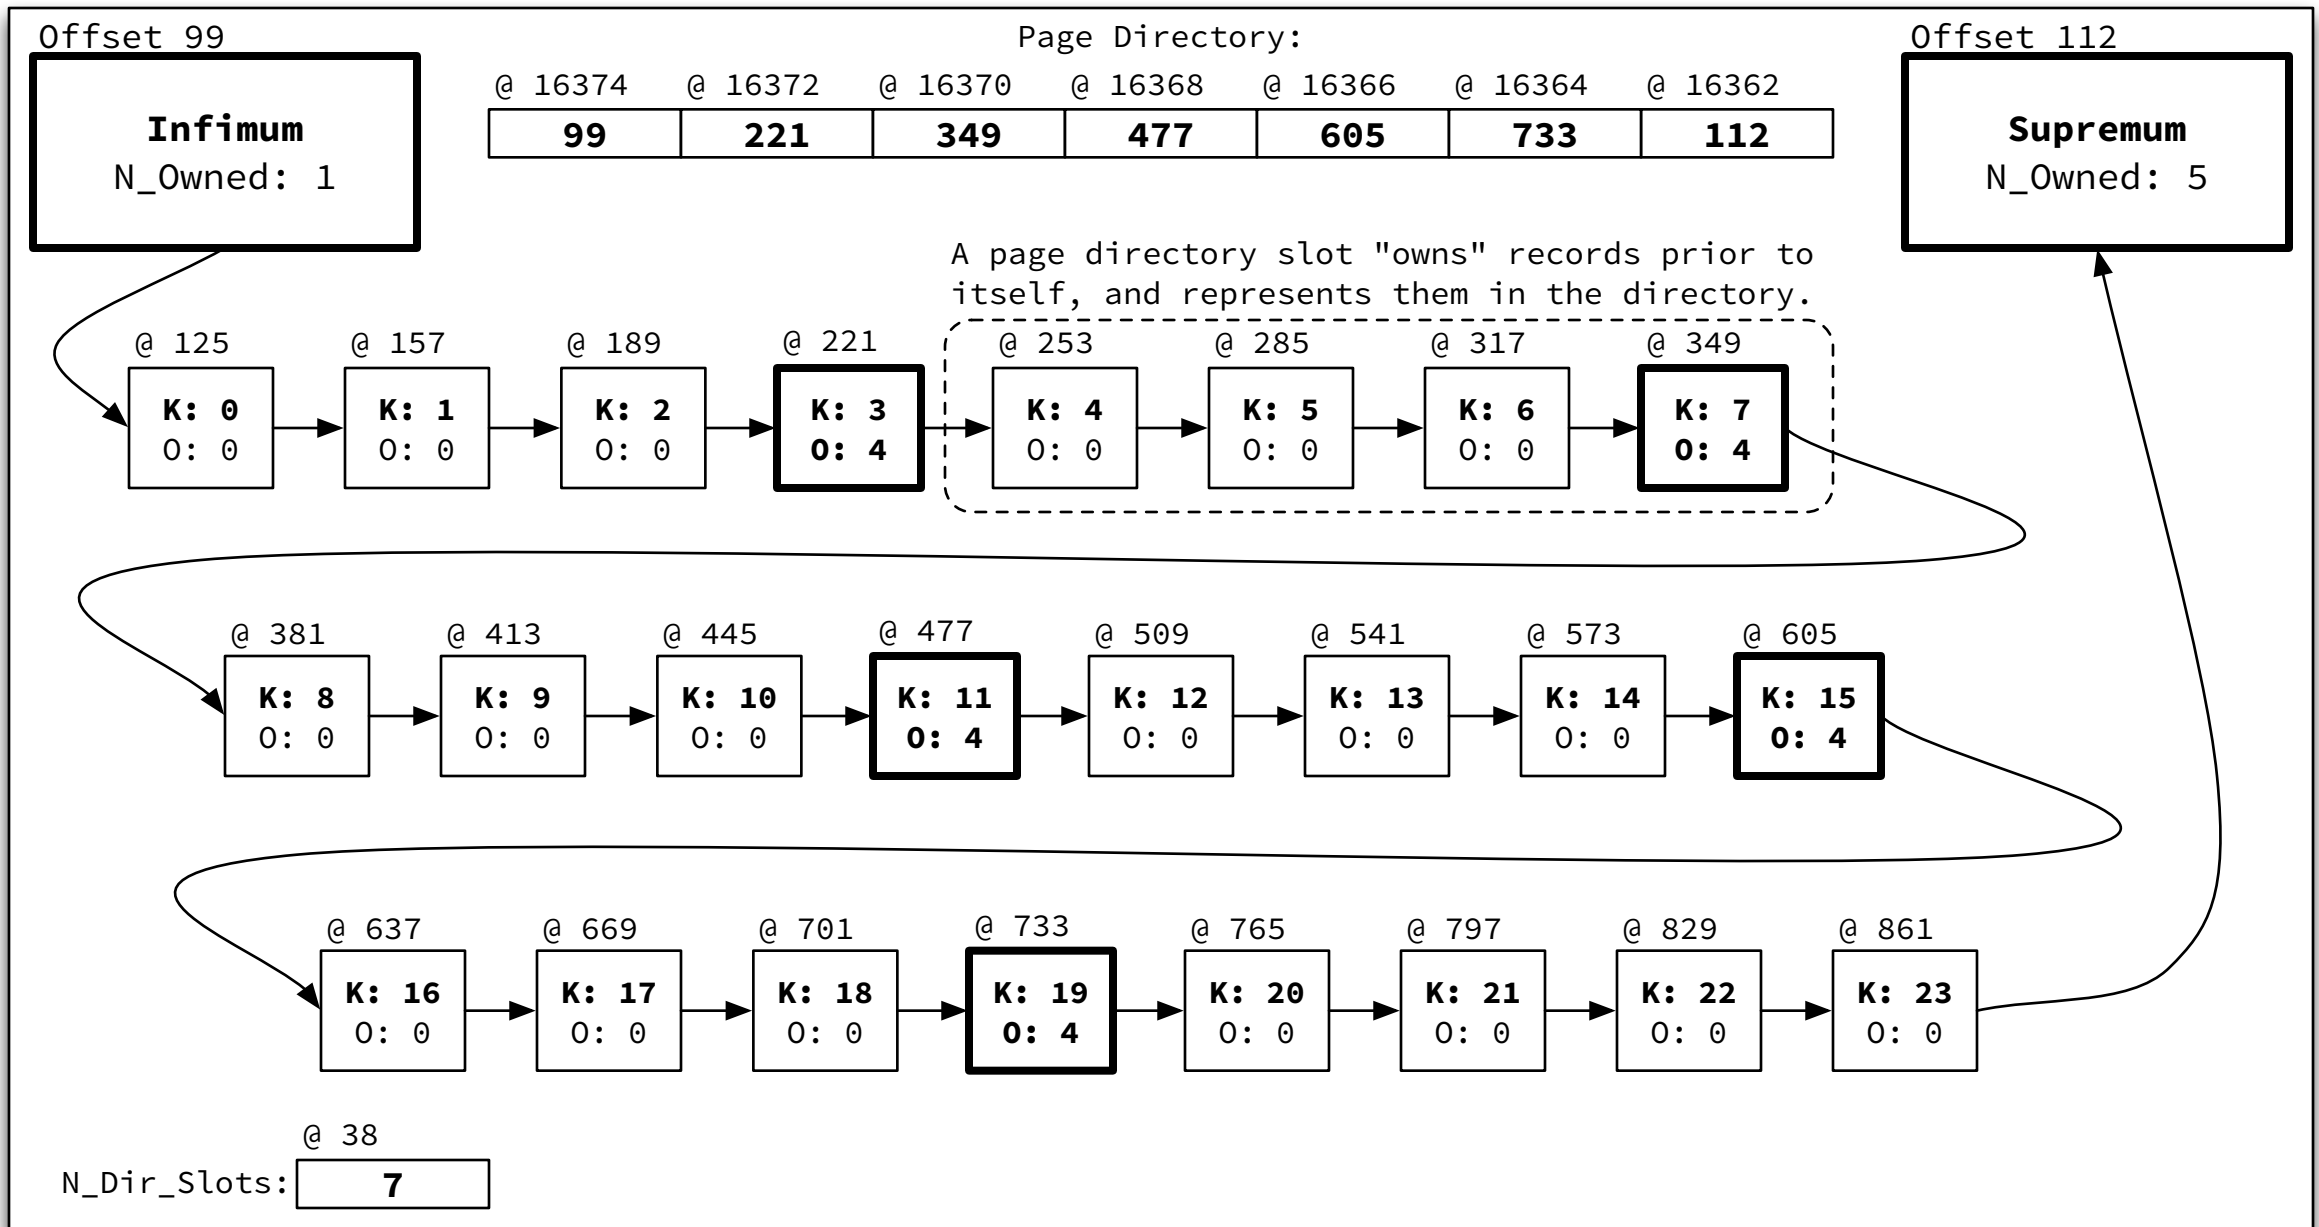 Offset 99
Page Directory:
Offset 112
@ 16374 @ 16372 @ 16370 @ 16368 @ 16366 @ 16364 @ 16362
99 221 349 477 605 733 112
Infimum
N_Owned: 1
Supremum
N_Owned: 5
A page directory slot "owns" records prior to
itself, and represents them in the directory.
@ 125 @ 157 @ 189 @ 221 @ 253 @ 285 @ 317 @ 349
K: 0 K: 1 K: 2 K: 3 K: 4 K: 5 K: 6 K: 7
O: 0 O: 0 O: 0 O: 4 O: 0 O: 0 O: 0 O: 4
@ 381 @ 413 @ 445 @ 477 @ 509 @ 541 @ 573 @ 605
K: 8 K: 9 K: 10 K: 11 K: 12 K: 13 K: 14 K: 15
O: 0 O: 0 O: 0 O: 4 O: 0 O: 0 O: 0 O: 4
@ 637 @ 669 @ 701 @ 733 @ 765 @ 797 @ 829 @ 861
K: 16 K: 17 K: 18 K: 19 K: 20 K: 21 K: 22 K: 23
O: 0 O: 0 O: 0 O: 4 O: 0 O: 0 O: 0 O: 0
@ 38
N_Dir_Slots: 7